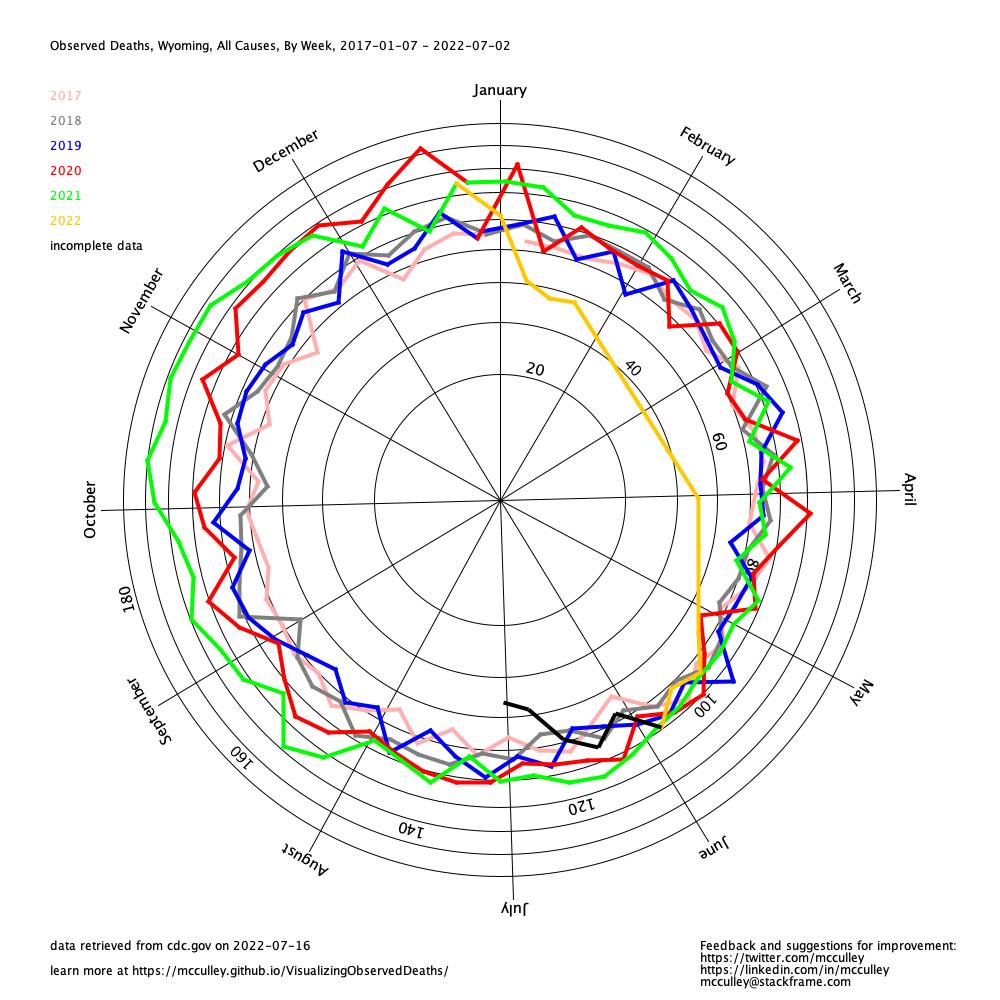 Observed Deaths, Wyoming, All Causes, By Week, 2017-01-07 - 2022-07-02
2017
2018
2019
2020
2021
2022
incomplete data
January
February
March
April
May
June
July
August
September
October
November
December
20
40
60
80
100
120
140
160
180
data retrieved from cdc.gov on 2022-07-16
learn more at https://mcculley.github.io/VisualizingObservedDeaths/
Feedback and suggestions for improvement:
https://twitter.com/mcculley
https://linkedin.com/in/mcculley
mcculley@stackframe.com